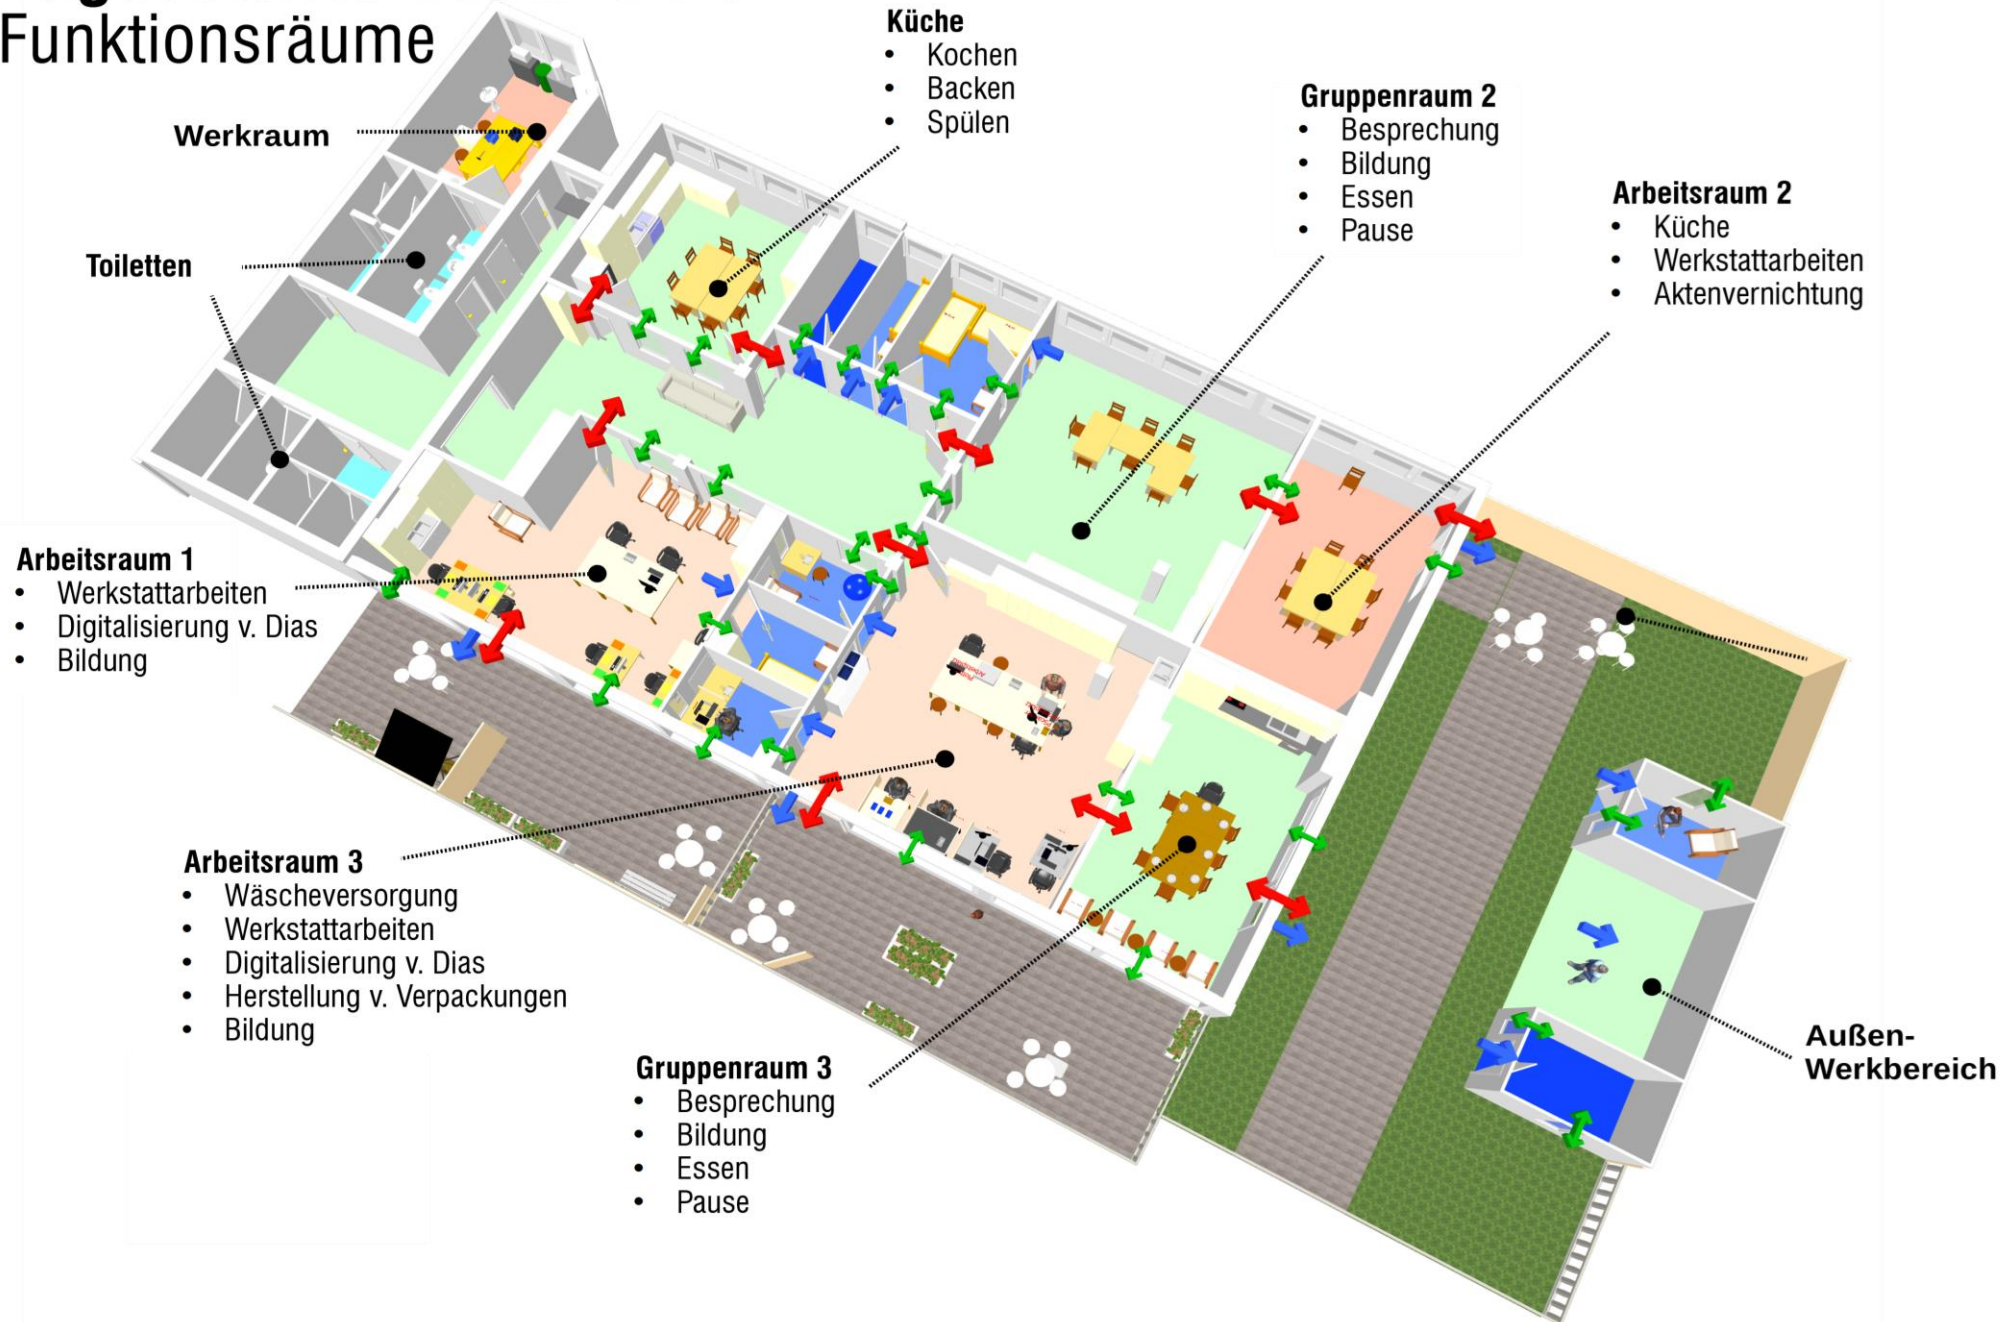 Funktionsräume
Werkraum
Toiletten
Küche
• Kochen
• Backen
• Spülen
Gruppenraum 2
• Besprechung
• Bildung
• Essen
• Pause
Arbeitsraum 2
• Küche
• Werkstattarbeiten
• Aktenvernichtung
Arbeitsraum 1
• Werkstattarbeiten
• Digitalisierung v. Dias
• Bildung
Arbeitsraum 3
• Wäscheversorgung
• Werkstattarbeiten
• Digitalisierung v. Dias
• Herstellung v. Verpackungen
• Bildung
Gruppenraum 3
• Besprechung
• Bildung
• Essen
• Pause
Außen-
Werkbereich